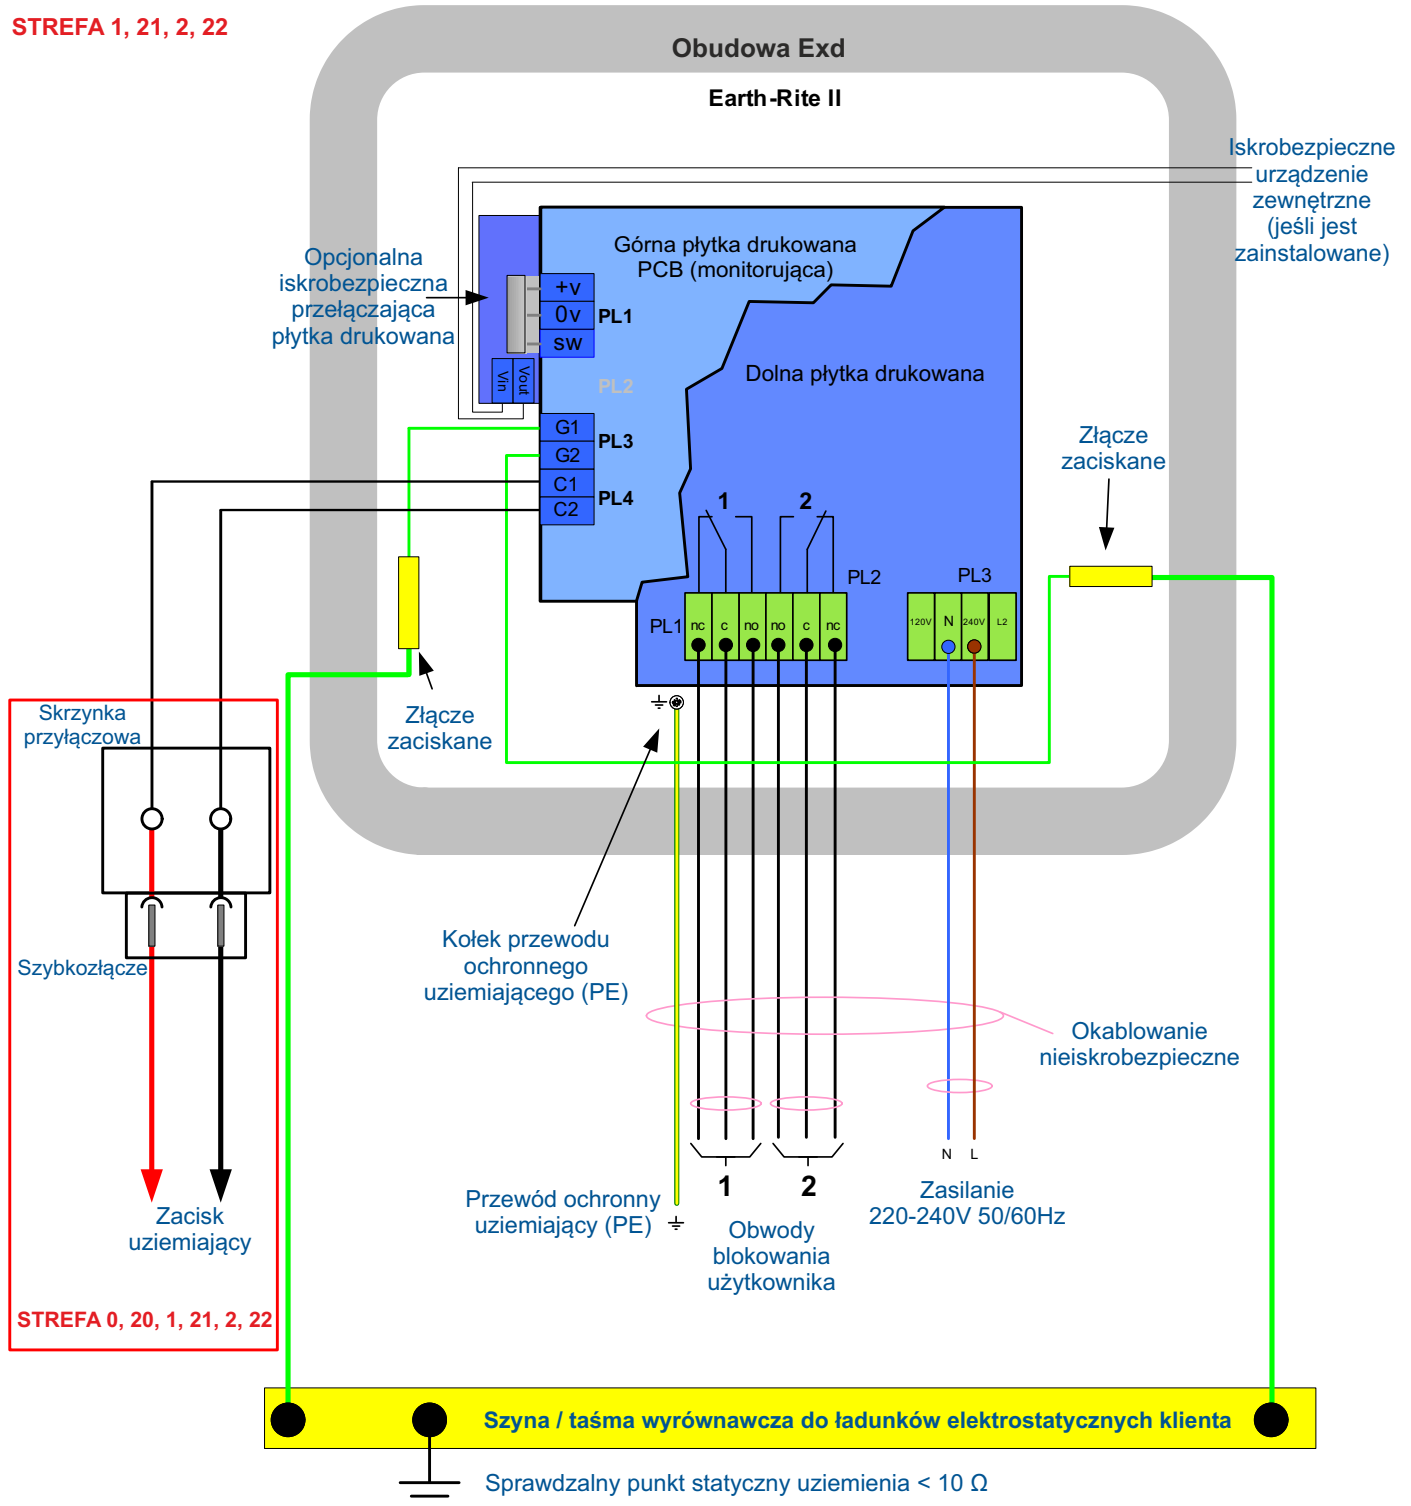 STREFA 1, 21, 2, 22
Obudowa Exd
Earth-Rite II
Iskrobezpieczne
urządzenie
zewnętrzne
(jeśli jest
zainstalowane)
Górna płytka drukowana
PCB (monitorująca)
Opcjonalna
iskrobezpieczna
przełączająca
płytka drukowana
+v
0v
sw
PL1
Vin
Vout
PL2
Dolna płytka drukowana
G1
G2
PL3
C1
C2
PL4
Złącze
zaciskane
1
2
PL2
PL3
PL1
nc
c
no
no
c
nc
120V
N
240V
L2
Złącze
zaciskane
Skrzynka
przyłączowa
Szybkozłącze
Kołek przewodu
ochronnego
uziemiającego (PE)
Okablowanie
nieiskrobezpieczne
N
L
1
2
Zasilanie
220-240V 50/60Hz
Przewód ochronny
uziemiający (PE)
Obwody
blokowania
użytkownika
Zacisk
uziemiający
STREFA 0, 20, 1, 21, 2, 22
Szyna / taśma wyrównawcza do ładunków elektrostatycznych klienta
Sprawdzalny punkt statyczny uziemienia < 10 Ω